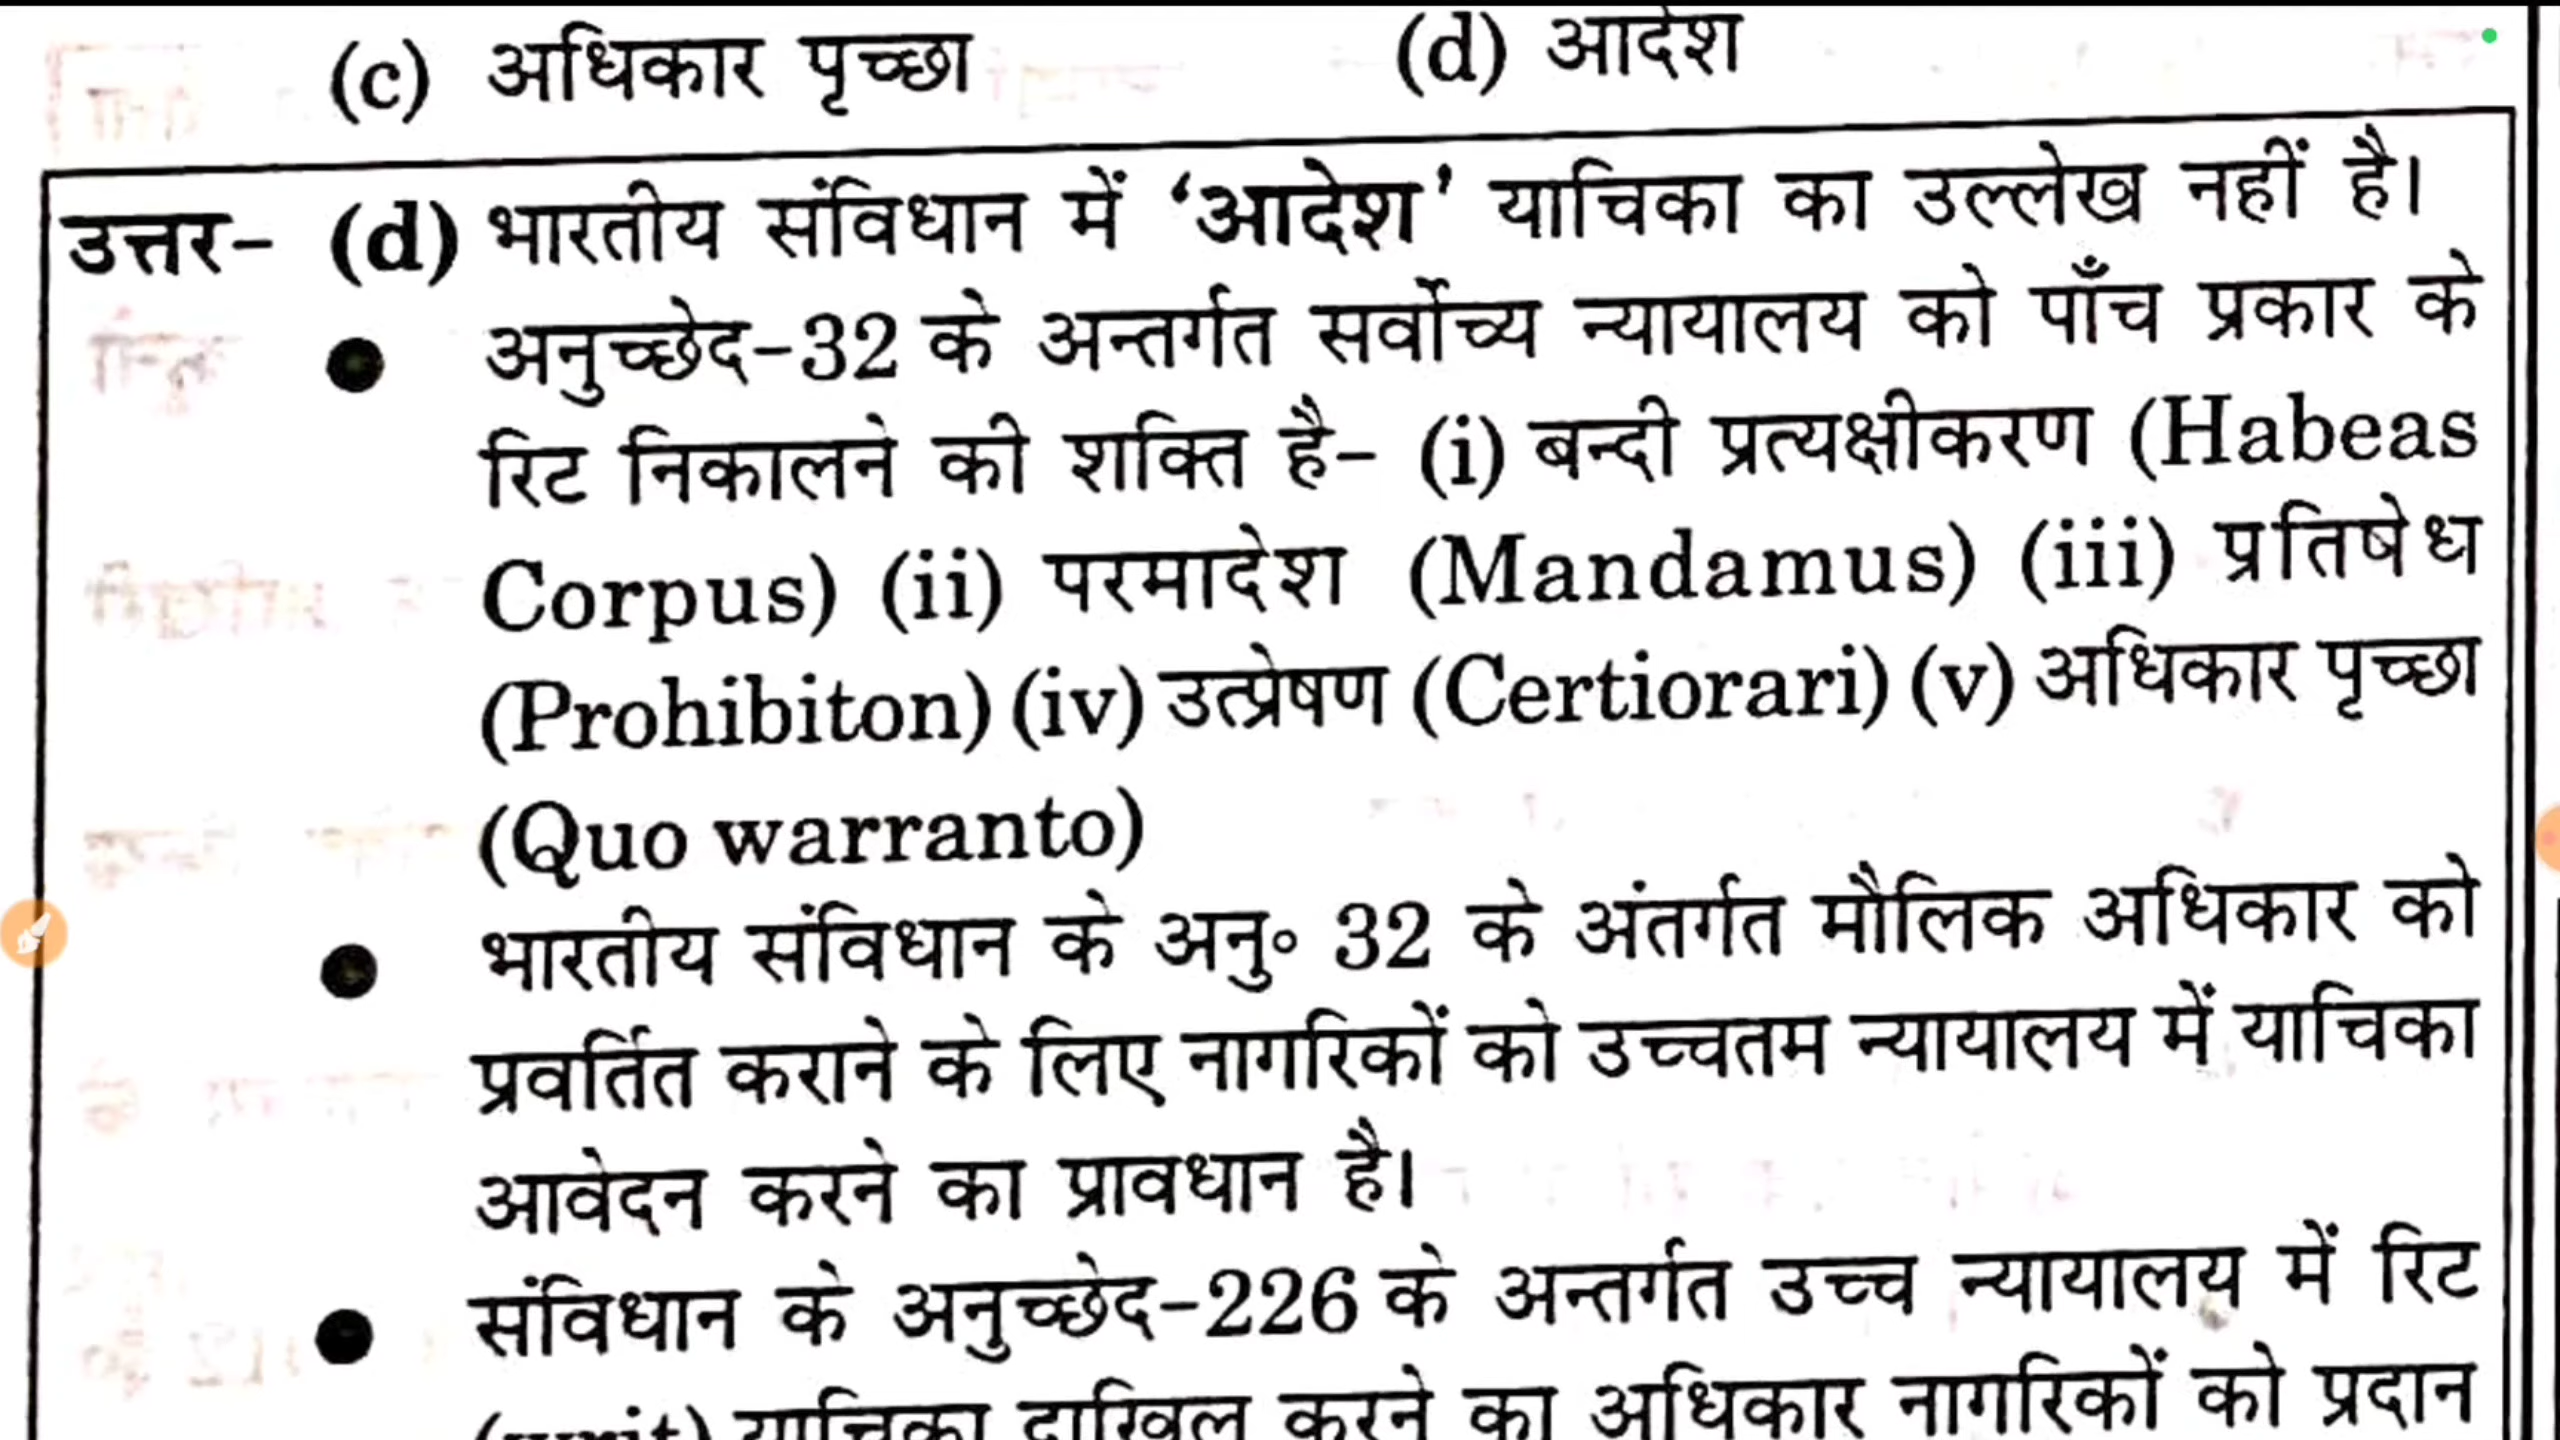 (c) अधिकार पृच्छा (d) आदेश
उत्तर- (d) भारतीय संविधान में ‘आदेश’ याचिका का उल्लेख नहीं है।
● अनुच्छेद-32 के अन्तर्गत सर्वोच्य न्यायालय को पाँच प्रकार के
रिट निकालने की शक्ति है- (i) बन्दी प्रत्यक्षीकरण (Habeas
Corpus) (ii) परमादेश (Mandamus) (iii) प्रतिषेध
(Prohibiton) (iv) उत्प्रेषण (Certiorari) (v) अधिकार पृच्छा
(Quo warranto)
● भारतीय संविधान के अनु० 32 के अंतर्गत मौलिक अधिकार को
प्रवर्तित कराने के लिए नागरिकों को उच्चतम न्यायालय में याचिका
आवेदन करने का प्रावधान है।
● संविधान के अनुच्छेद-226 के अन्तर्गत उच्च न्यायालय में रिट
(writ) याचिका दाखिल करने का अधिकार नागरिकों को प्रदान